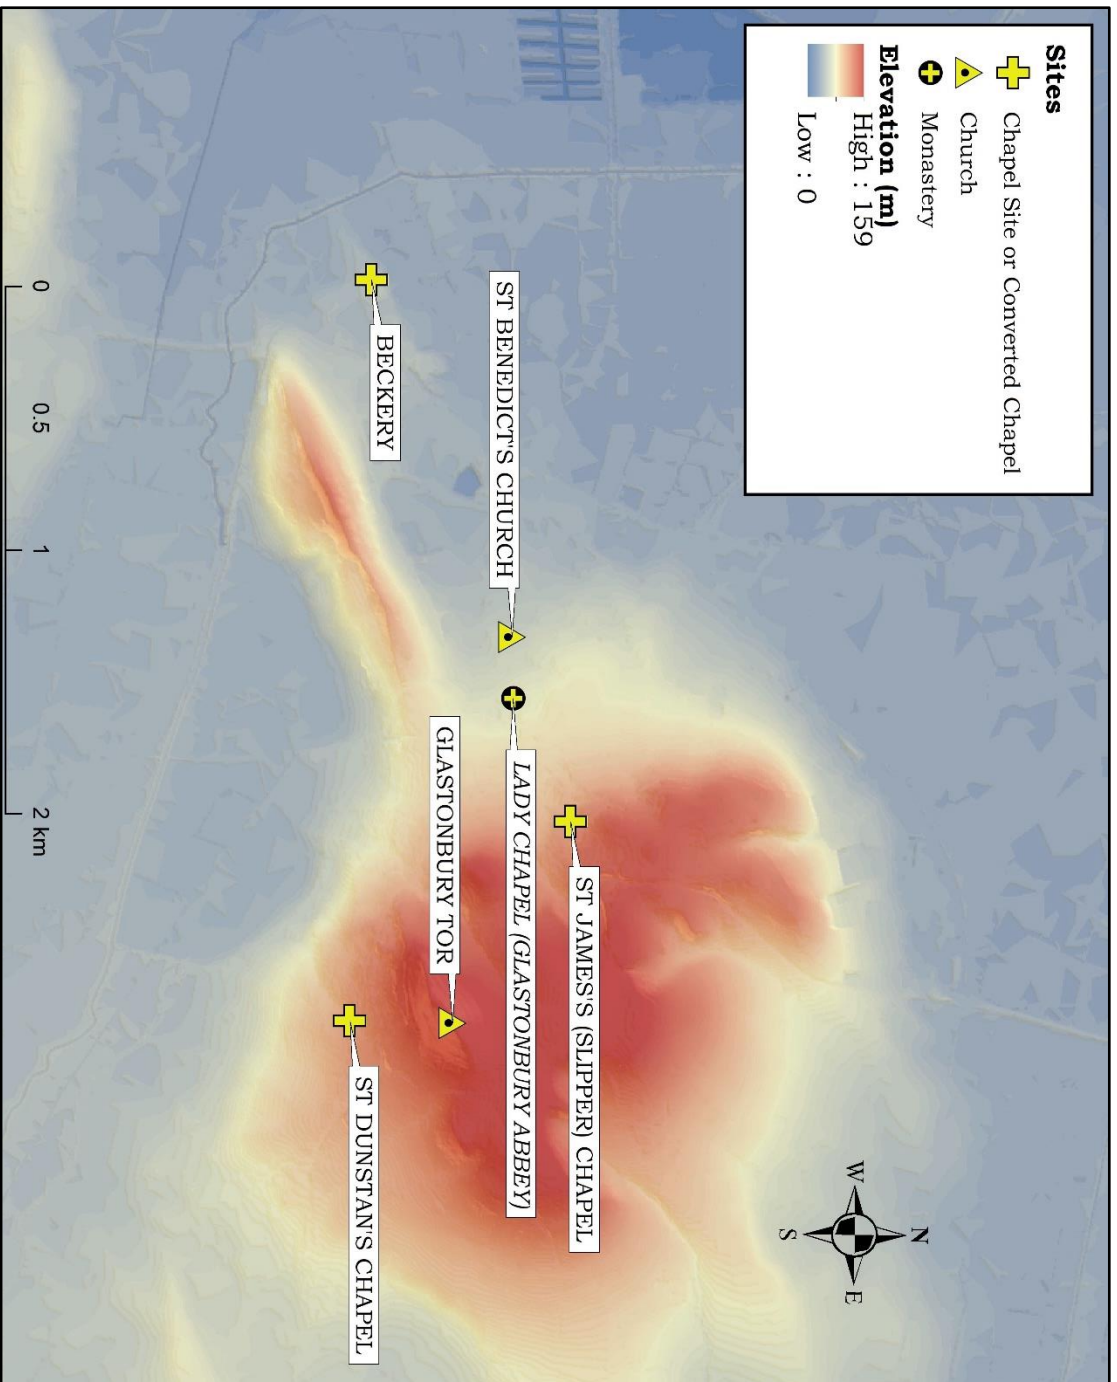 Sites
Chapel Site or Converted Chapel
Church
Monastery
Elevation (m)
High : 159
Low : 0
N
W
E
S
ST JAMES'S (SLIPPER) CHAPEL
LADY CHAPEL (GLASTONBURY ABBEY)
ST BENEDICT'S CHURCH
GLASTONBURY TOR
BECKERY
ST DUNSTAN'S CHAPEL
0 0.5 1 2 km